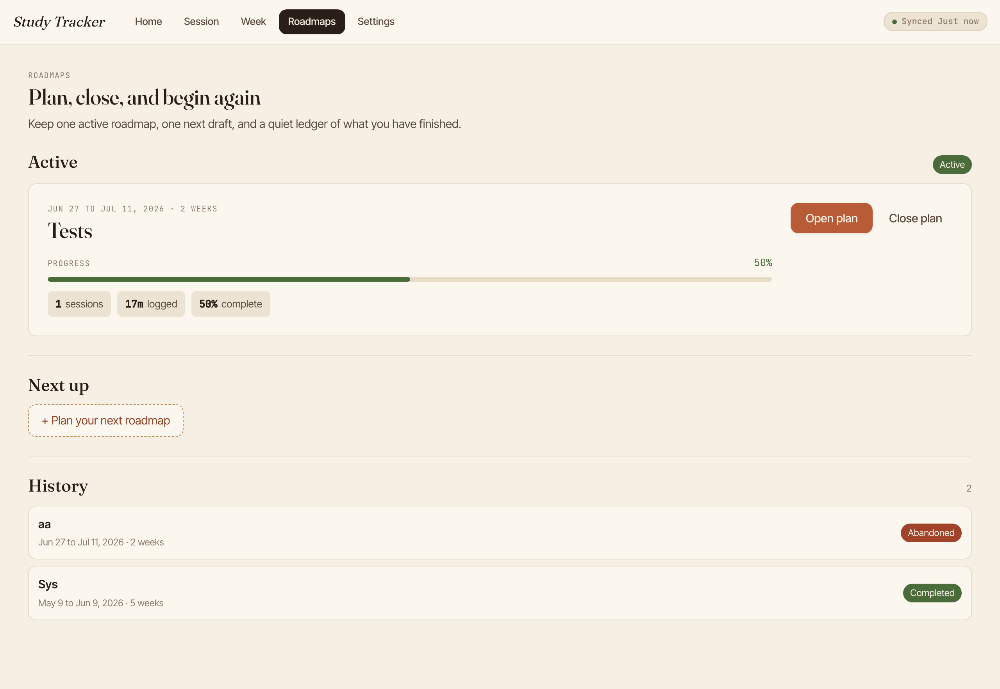 Study Tracker Home Session Week Roadmaps Settings Synced Just now
ROADMAPS
Plan, close, and begin again
Keep one active roadmap, one next draft, and a quiet ledger of what you have finished.
Active Active
JUN 27 TO JUL 11, 2026 · 2 WEEKS
Tests
Open plan Close plan
PROGRESS 50%
1 sessions 17m logged 50% complete
Next up
+ Plan your next roadmap
History 2
aa
Jun 27 to Jul 11, 2026 · 2 weeks
Abandoned
Sys
May 9 to Jun 9, 2026 · 5 weeks
Completed